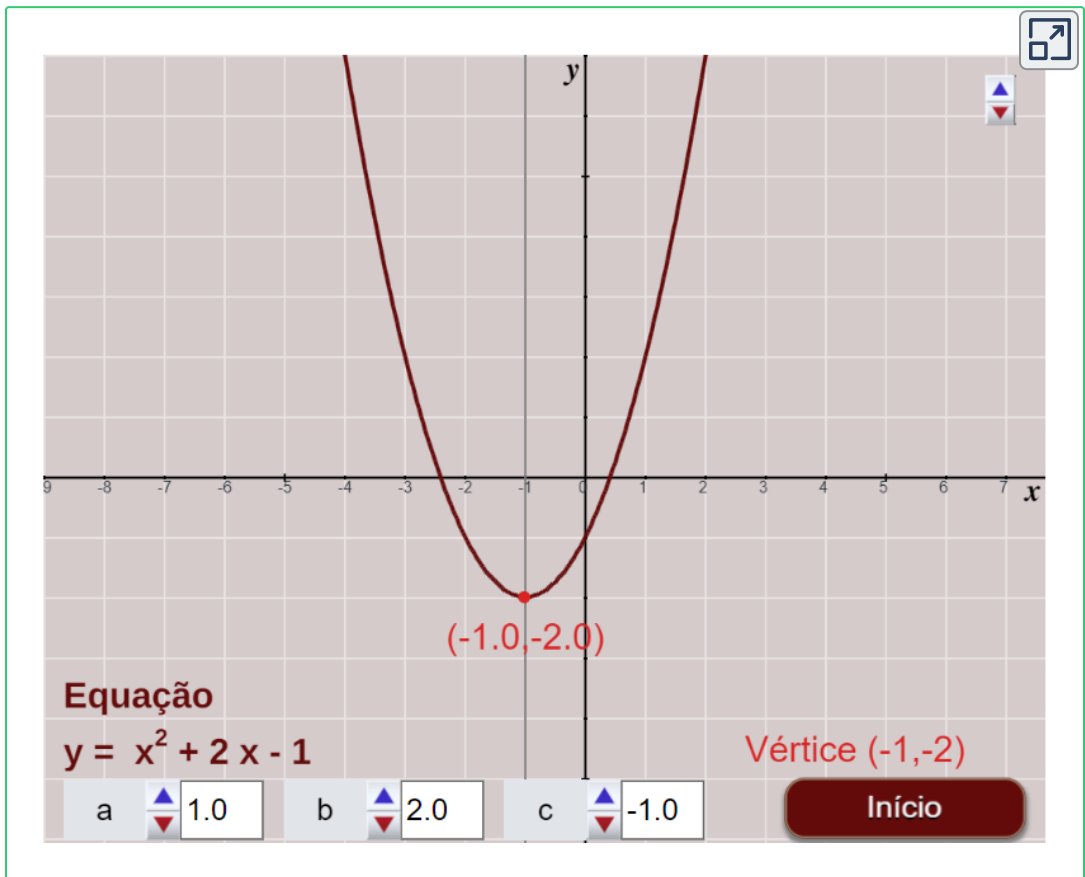 y
-9 -8 -7 -6 -5 -4 -3 -2 -1 0 1 2 3 4 5 6 7 x
(-1.0,-2.0)
Equação
y = x² + 2 x - 1
Vértice (-1,-2)
a 1.0 b 2.0 c -1.0 Início